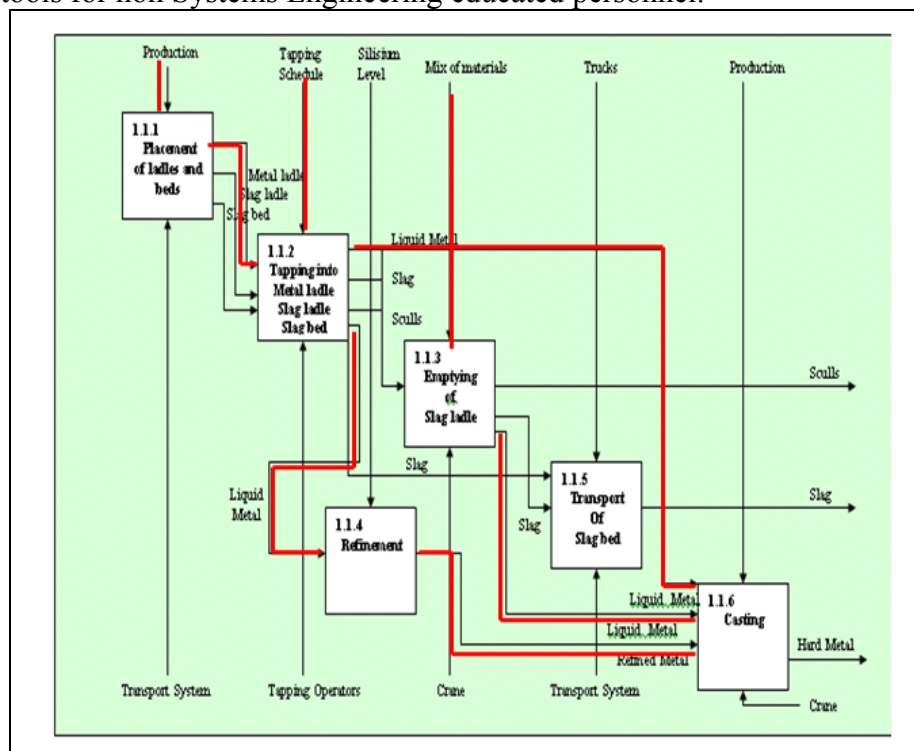 tools for non Systems Engineering educated personnel.
Production
Tapping
Schedule
Silisium
Level
Mix of materials
Trucks
Production
1.1.1
Placement
of ladles and
beds
Metal ladle
Slag ladle
Slag bed
1.1.2
Tapping into
Metal ladle
Slag ladle
Slag bed
Liquid Metal
Slag
Sculls
1.1.3
Emptying
of
Slag ladle
Sculls
Slag
Liquid
Metal
1.1.4
Refinement
Slag
1.1.5
Transport
Of
Slag bed
Slag
Liquid Metal
Liquid Metal
Refined Metal
1.1.6
Casting
Hard Metal
Transport System
Tapping Operators
Crane
Transport System
Crane